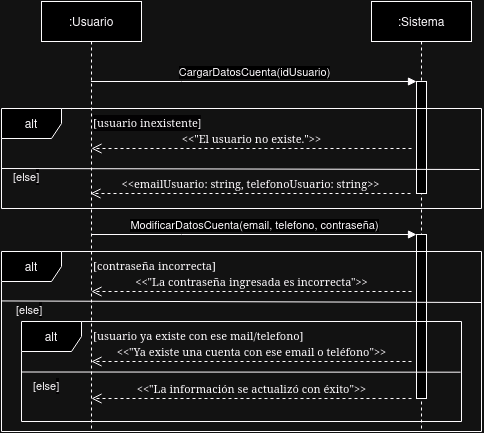 :Usuario
:Sistema
CargarDatosCuenta(idUsuario)
alt
[usuario inexistente]
<<"El usuario no existe.">>
[else]
<<emailUsuario: string, telefonoUsuario: string>>
ModificarDatosCuenta(email, telefono, contraseña)
alt
[contraseña incorrecta]
<<"La contraseña ingresada es incorrecta">>
[else]
alt
[usuario ya existe con ese mail/telefono]
<<"Ya existe una cuenta con ese email o teléfono">>
[else]
<<"La información se actualizó con éxito">>